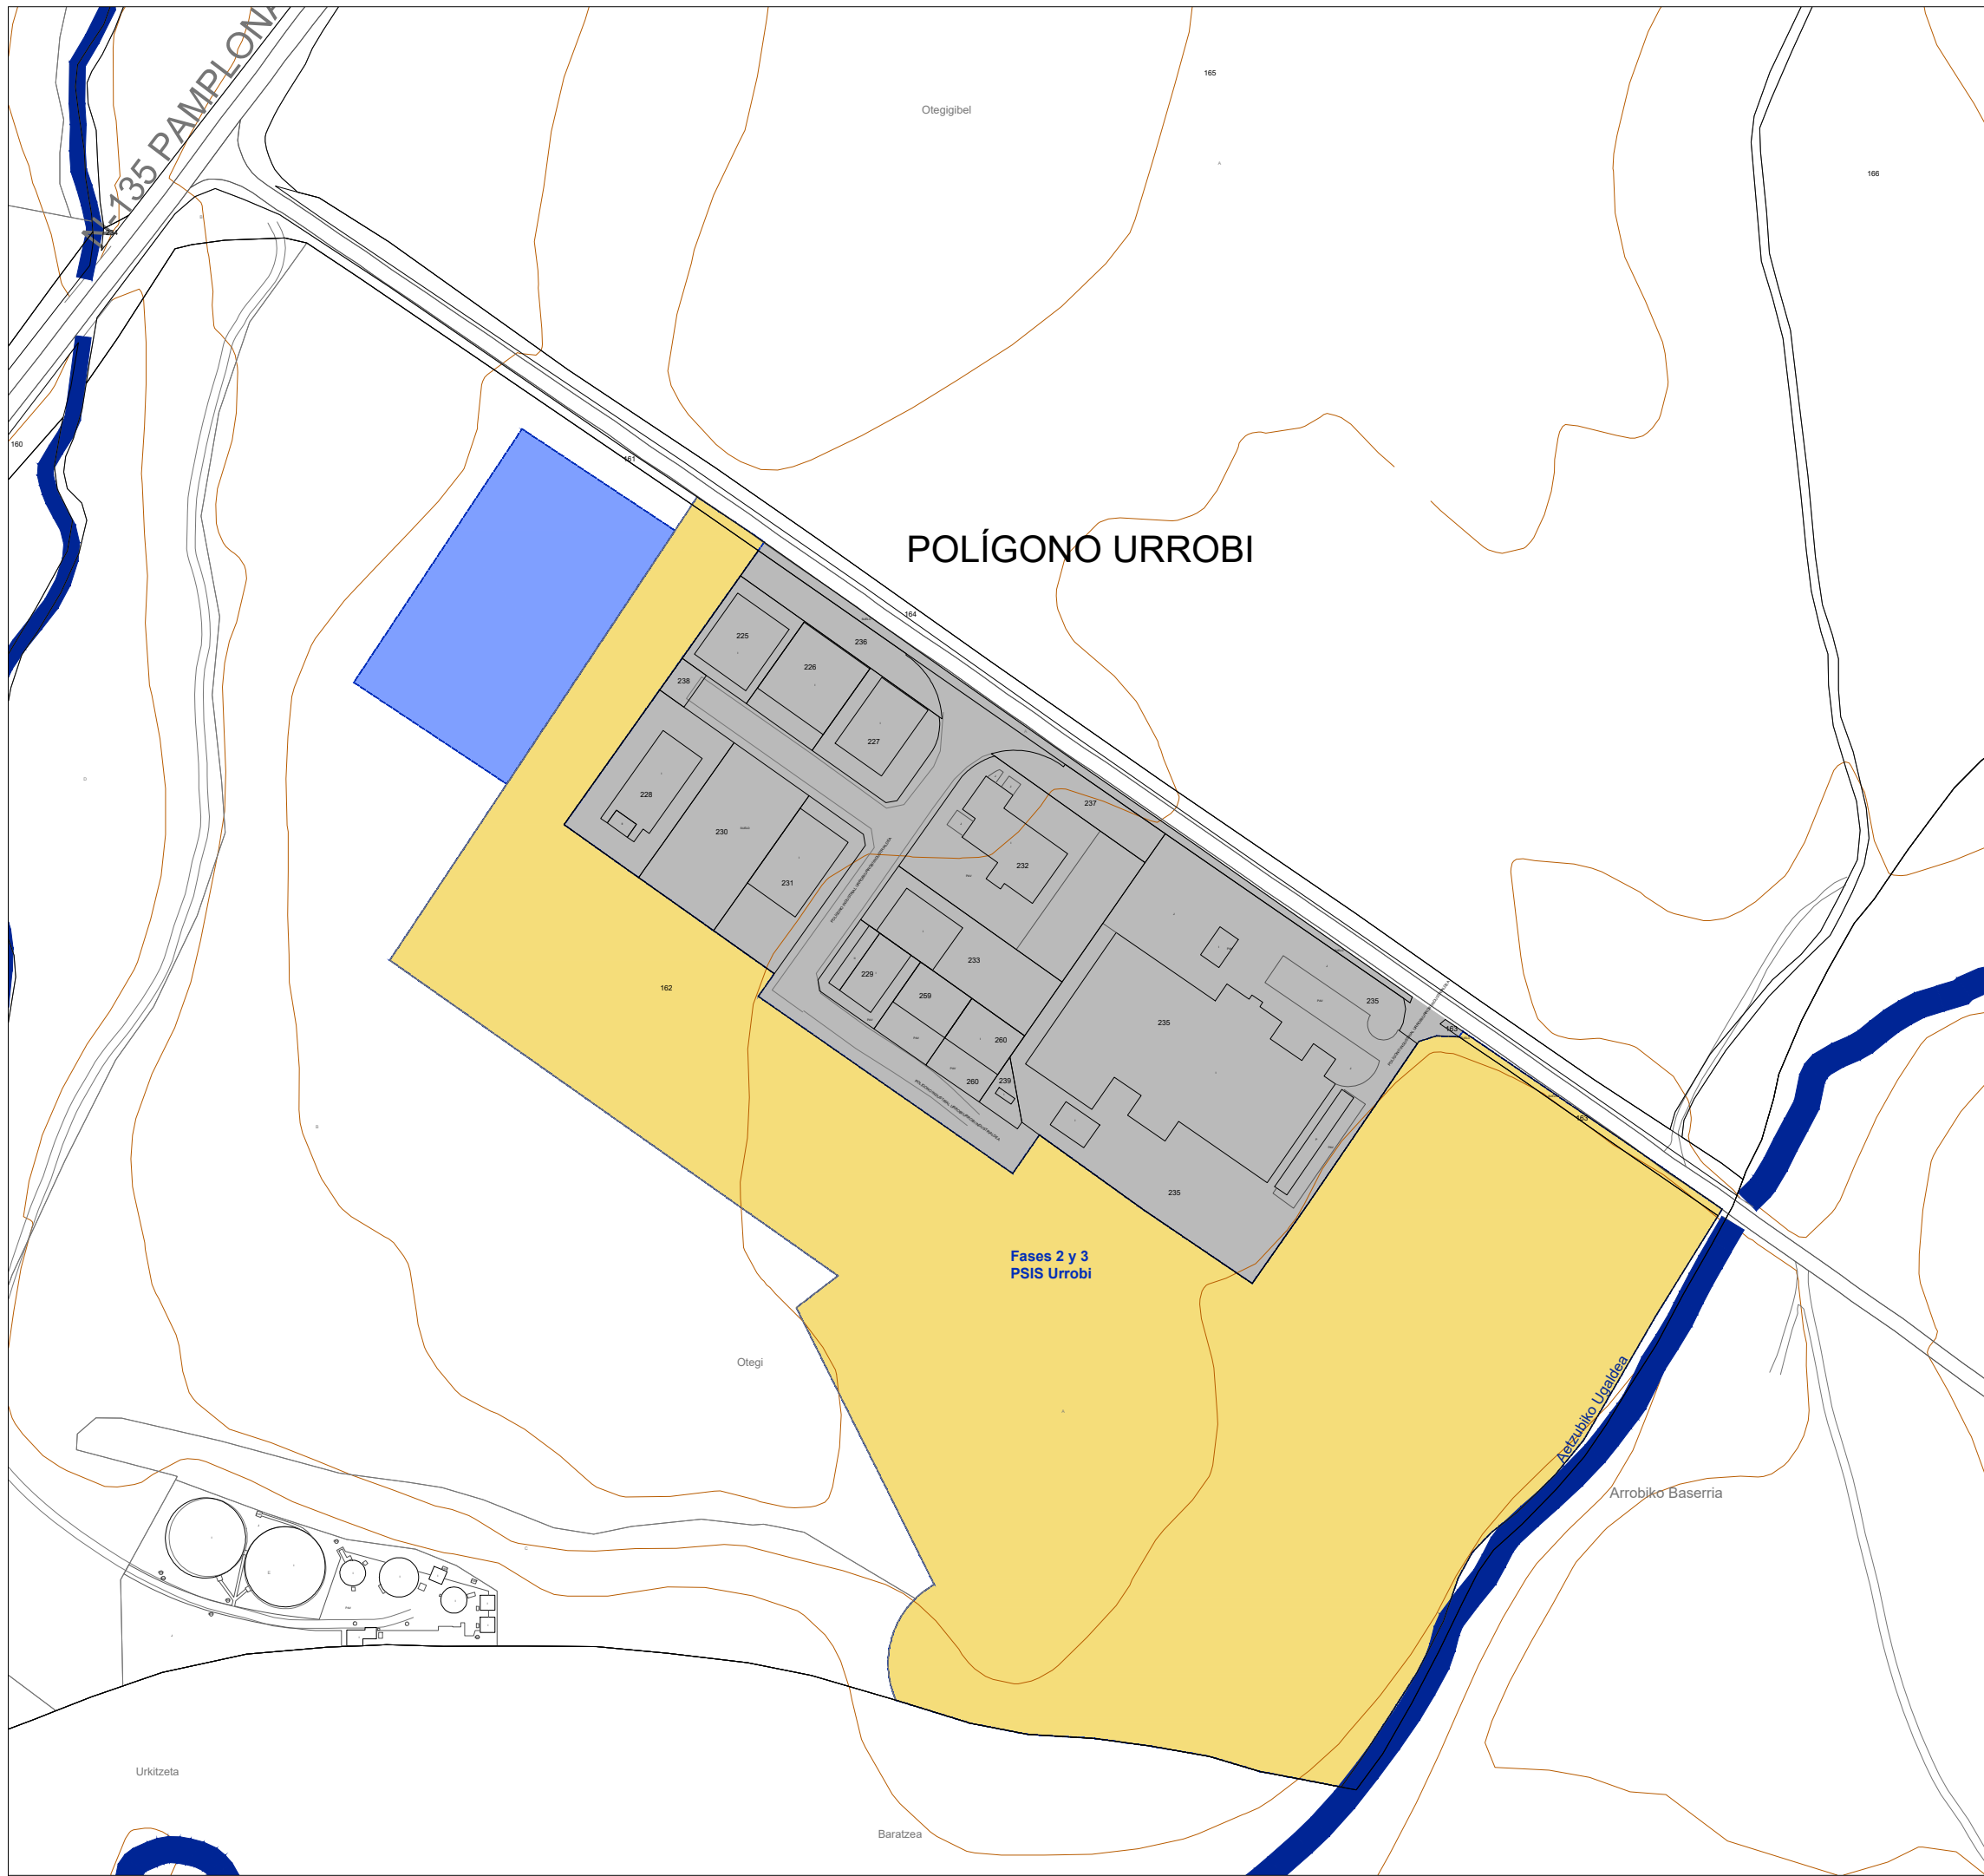 N-135 PAMPLONA
165
Otegigibel
166
160
161
POLÍGONO URROBI
164
225
236
226
238
227
228
237
230
232
231
233
229
162
259
235
235
163
260
260
239
163
235
Fases 2 y 3
PSIS Urrobi
Otegi
Aetzubiko Ugaldea
Arrobiko Baserria
Urkitzeta
Baratzea